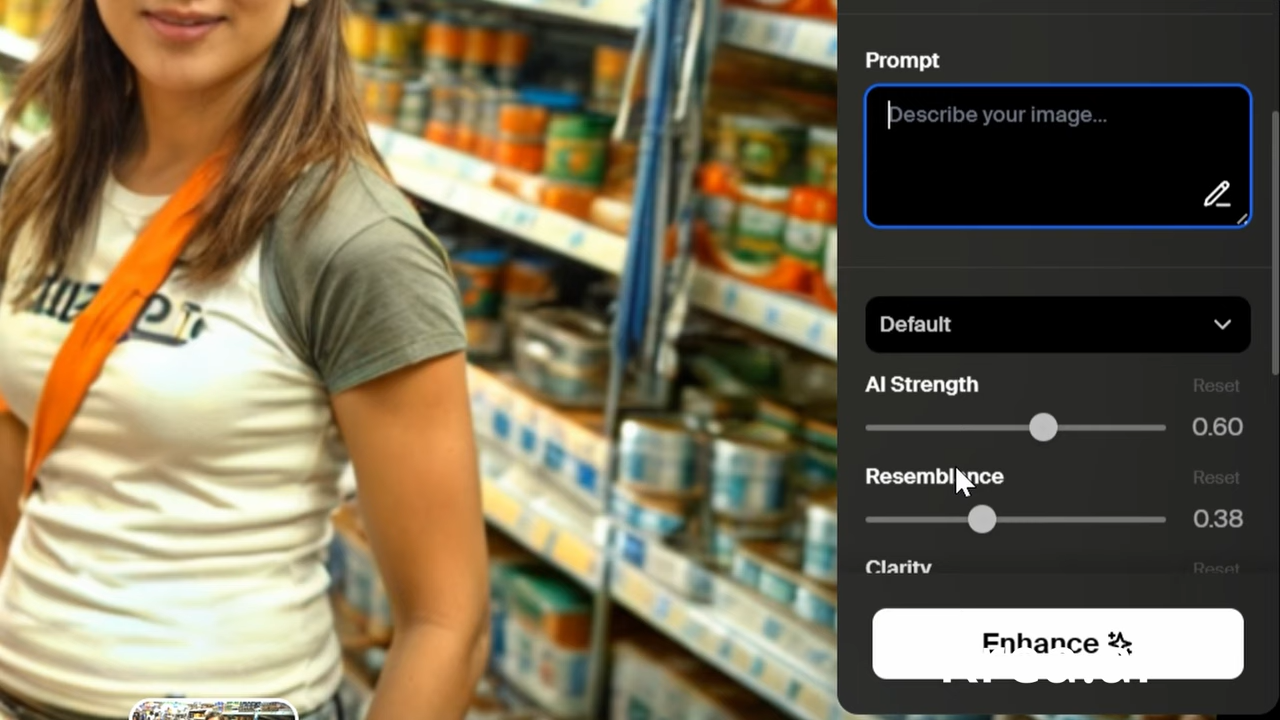 Prompt
Describe your image...
Default
AI Strength
Reset
0.60
Resemblance
Reset
0.38
Clarity
Reset
Enhance